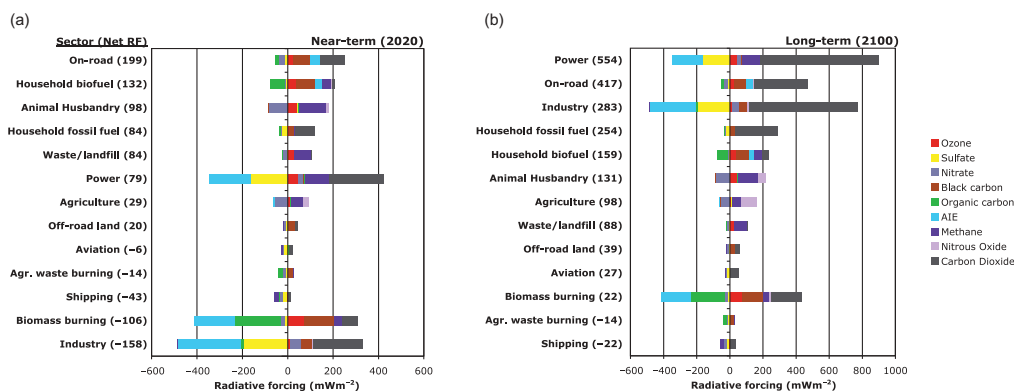 (a)
Sector (Net RF)
Near-term (2020)
On-road (199)
Household biofuel (132)
Animal Husbandry (98)
Household fossil fuel (84)
Waste/landfill (84)
Power (79)
Agriculture (29)
Off-road land (20)
Aviation (−6)
Agr. waste burning (−14)
Shipping (−43)
Biomass burning (−106)
Industry (−158)
−600 −400 −200 0 200 400 600
Radiative forcing (mWm−2)
(b)
Long-term (2100)
Power (554)
On-road (417)
Industry (283)
Household fossil fuel (254)
Household biofuel (159)
Animal Husbandry (131)
Agriculture (98)
Waste/landfill (88)
Off-road land (39)
Aviation (27)
Biomass burning (22)
Agr. waste burning (−14)
Shipping (−22)
−600 −400 −200 0 200 400 600 800 1000
Radiative forcing (mWm−2)
Ozone
Sulfate
Nitrate
Black carbon
Organic carbon
AIE
Methane
Nitrous Oxide
Carbon Dioxide